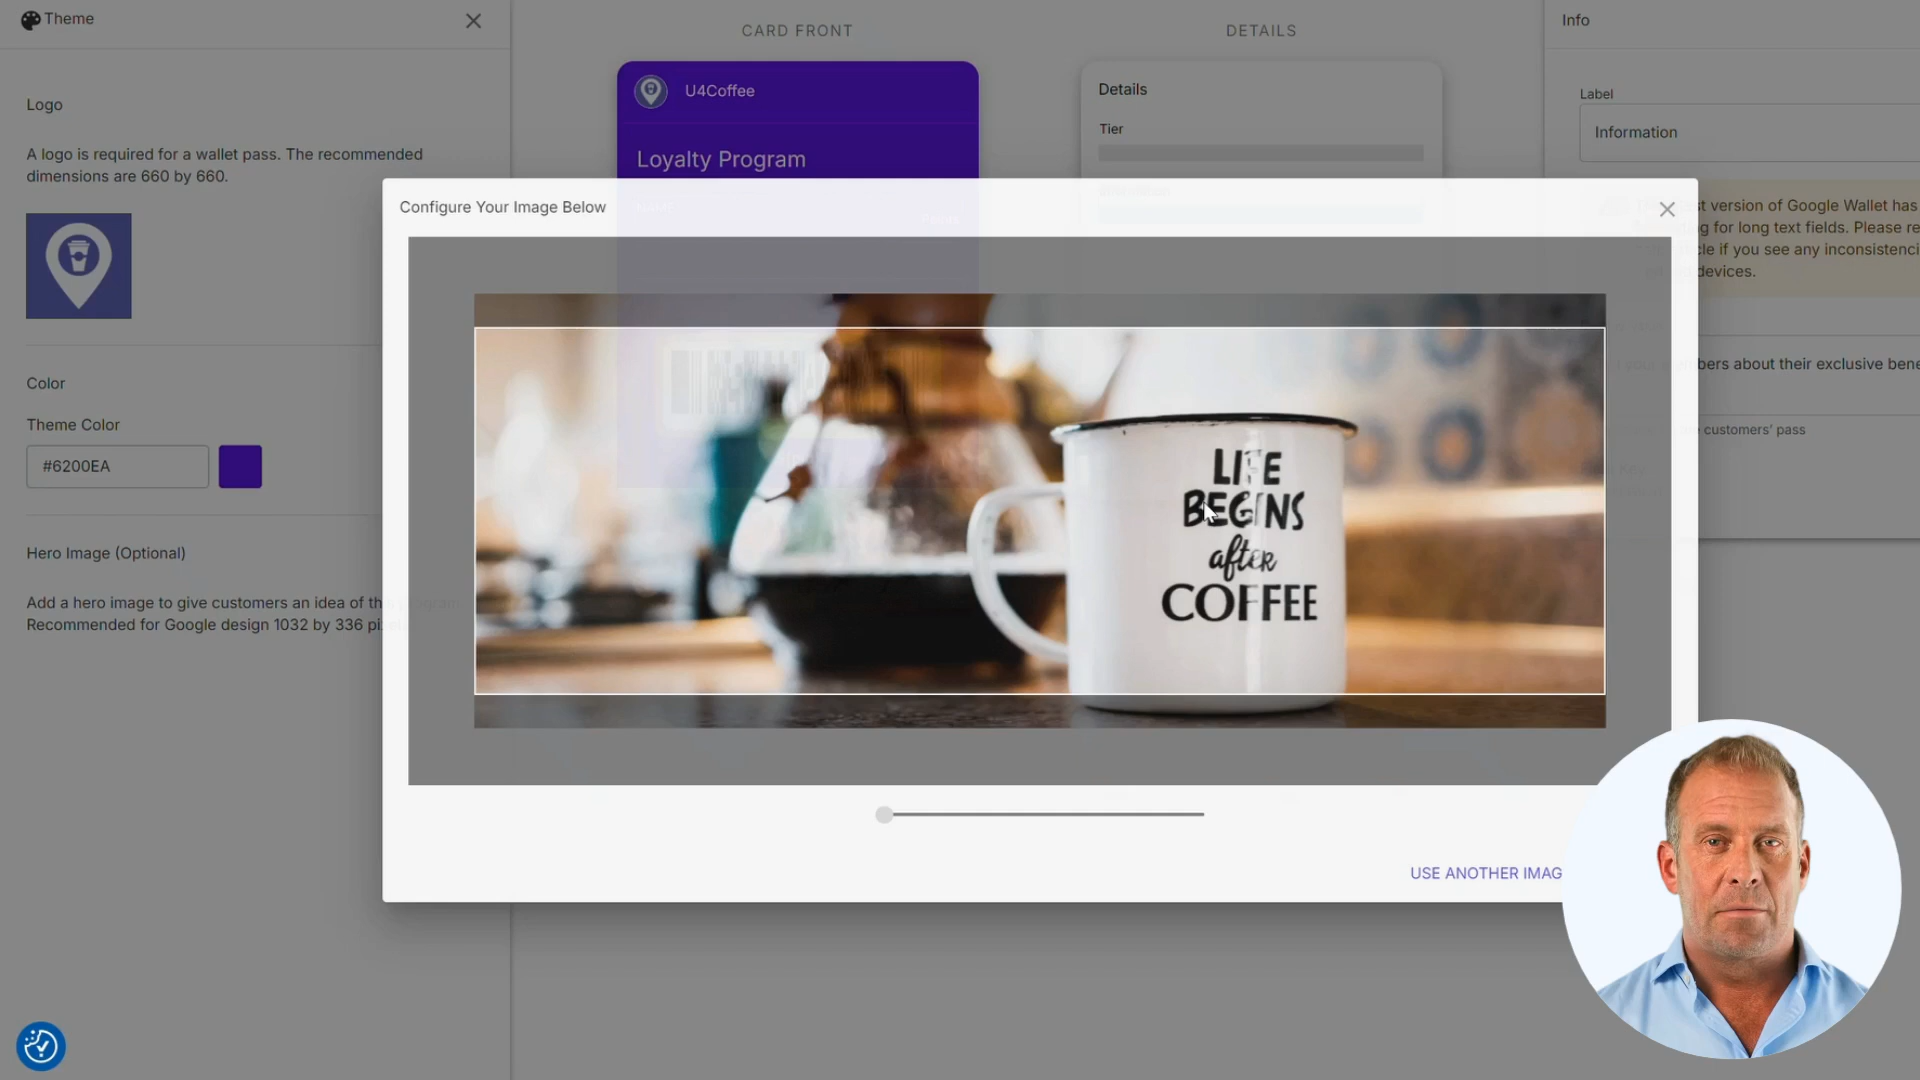 Theme
Logo
A logo is required for a wallet pass. The recommended
dimensions are 660 by 660.
Color
Theme Color
#6200EA
Hero Image (Optional)
Add a hero image to give customers an idea of the program
Recommended for Google design 1032 by 336
CARD FRONT
U4Coffee
Loyalty Program
DETAILS
Details
Tier
Configure Your Image Below
LIFE
BEGINS
after
COFFEE
USE ANOTHER IMAG
Info
Label
Information
version of Google Wallet has
for long text fields. Please re
if you see any inconsistenci
devices.
about their exclusive bene
customers' pass